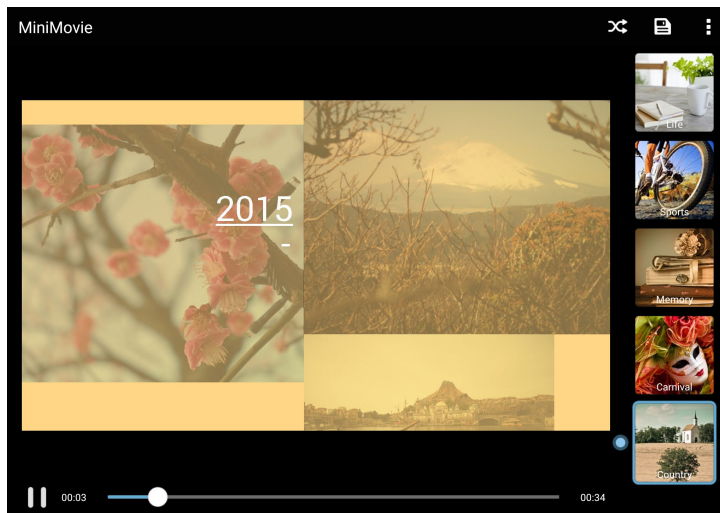 MiniMovie
Life
Sports
Memory
Carnival
Country
2015
-
00:03
00:34